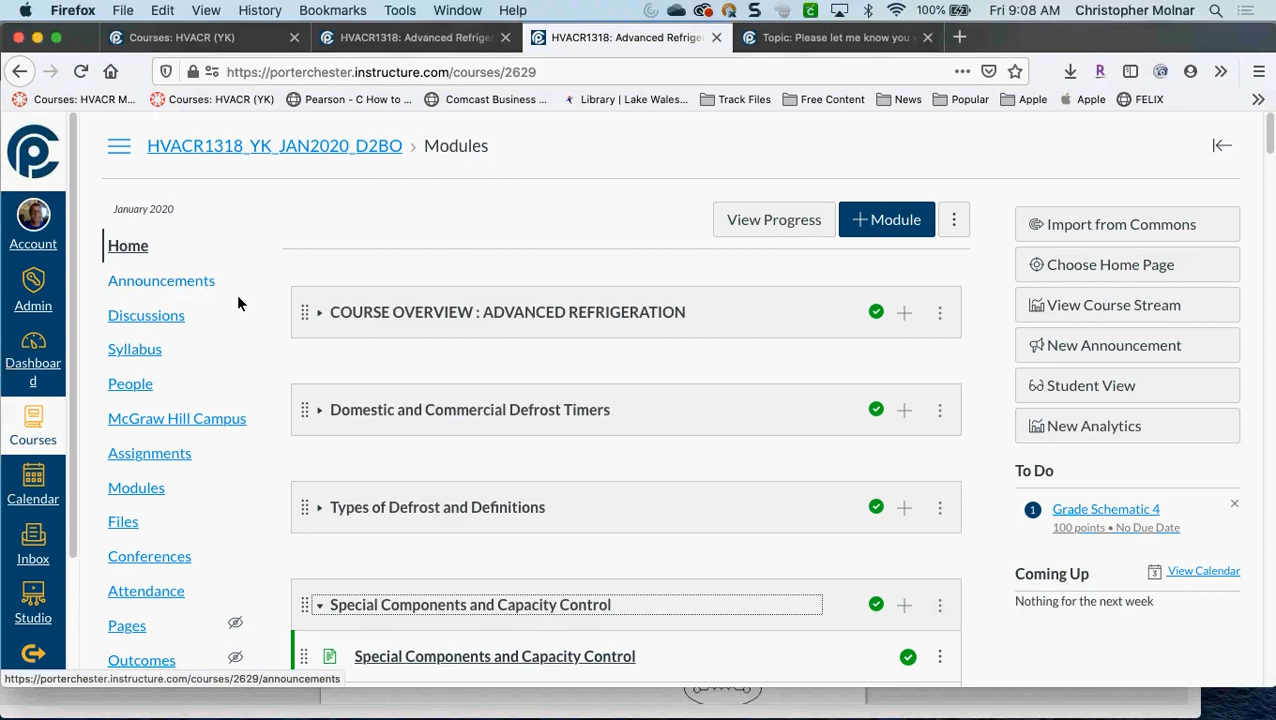 Firefox File Edit View History Bookmarks Tools Window Help 100% Fri 9:08 AM Christopher Molnar
Courses: HVACR (YK) HVACR1318: Advanced Refriger HVACR1318: Advanced Refrige Topic: Please let me know you
https://porterchester.instructure.com/courses/2629
Courses: HVACR M... Courses: HVACR (YK) Pearson - C How to ... Comcast Business ... Library | Lake Wales... Track Files Free Content News Popular Apple Apple FELIX
HVACR1318_YK_JAN2020_D2BO › Modules
January 2020
View Progress + Module
Home
Announcements
Discussions
Syllabus
People
McGraw Hill Campus
Assignments
Modules
Files
Conferences
Attendance
Pages
Outcomes
Account
Admin
Dashboar
d
Courses
Calendar
Inbox
Studio
COURSE OVERVIEW : ADVANCED REFRIGERATION
Domestic and Commercial Defrost Timers
Types of Defrost and Definitions
Special Components and Capacity Control
Special Components and Capacity Control
Import from Commons
Choose Home Page
View Course Stream
New Announcement
Student View
New Analytics
To Do
1 Grade Schematic 4
100 points • No Due Date
Coming Up View Calendar
Nothing for the next week
https://porterchester.instructure.com/courses/2629/announcements